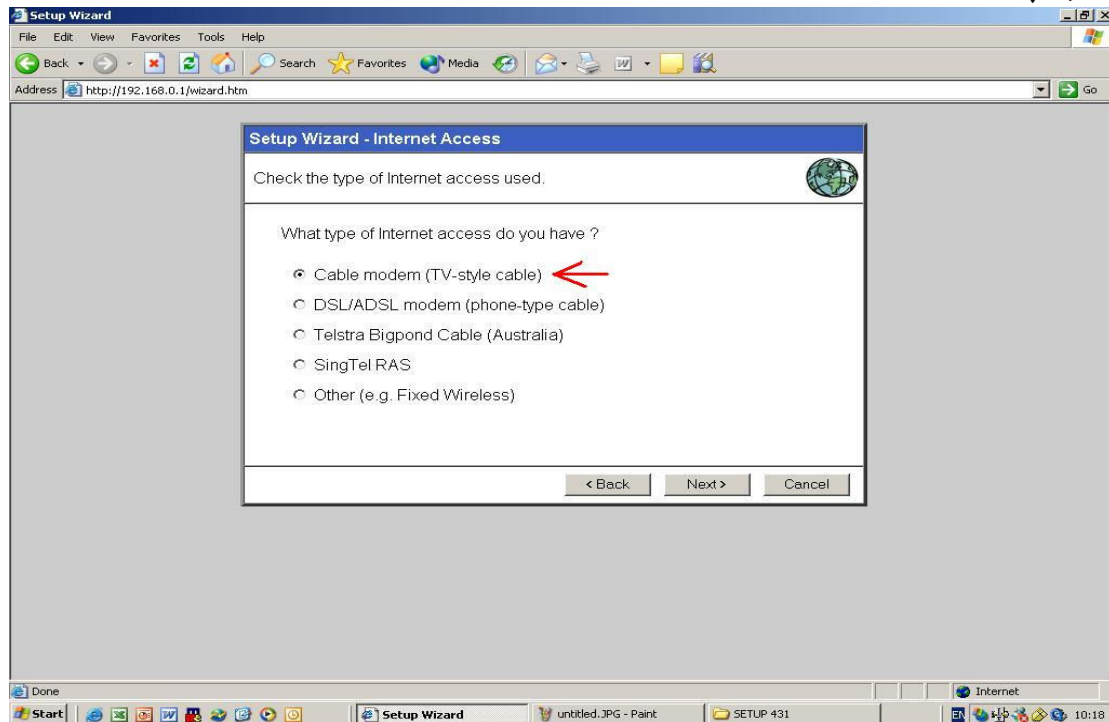 Setup Wizard
File Edit View Favorites Tools Help
Back Search Favorites Media
Address http://192.168.0.1/wizard.htm Go
Setup Wizard - Internet Access
Check the type of Internet access used.
What type of Internet access do you have ?
Cable modem (TV-style cable)
DSL/ADSL modem (phone-type cable)
Telstra Bigpond Cable (Australia)
SingTel RAS
Other (e.g. Fixed Wireless)
< Back Next > Cancel
Done Internet
Start Setup Wizard untitled.JPG - Paint SETUP 431 EN 10:18